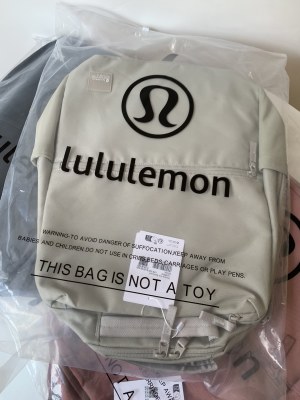 lululemon
WARNING-TO AVOID DANGER OF SUFFOCATION,KEEP AWAY FROM
BABIES AND CHILDREN DO NOT USE IN CRIBS,BEDS,CARRIAGES OR PLAY PENS.
THIS BAG IS NOT A TOY